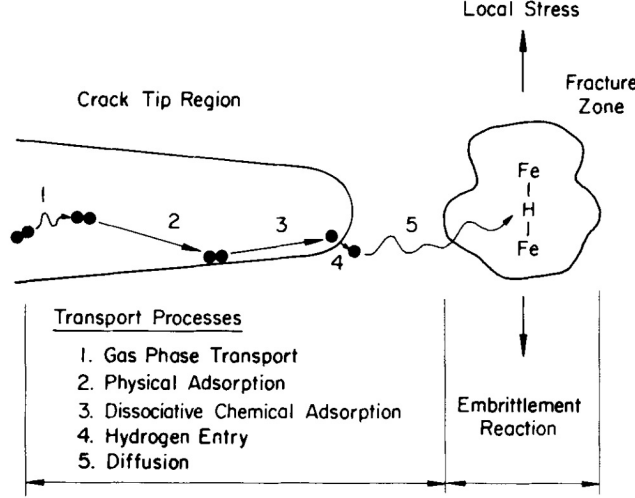 Local Stress
Crack Tip Region
Fracture
Zone
1
2
3
4
5
Fe
H
Fe
Transport Processes
1. Gas Phase Transport
2. Physical Adsorption
3. Dissociative Chemical Adsorption
4. Hydrogen Entry
5. Diffusion
Embrittlement
Reaction